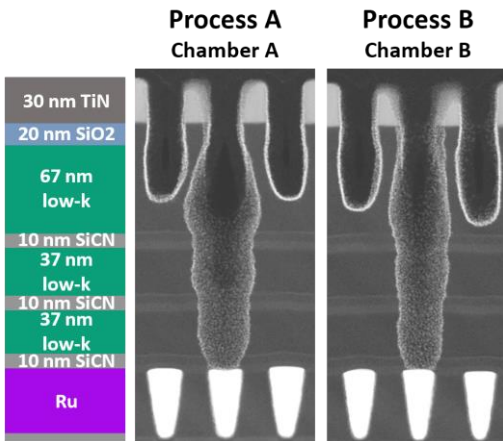 Process A
Chamber A
Process B
Chamber B
30 nm TiN
20 nm SiO2
67 nm
low-k
10 nm SiCN
37 nm
low-k
10 nm SiCN
37 nm
low-k
10 nm SiCN
Ru